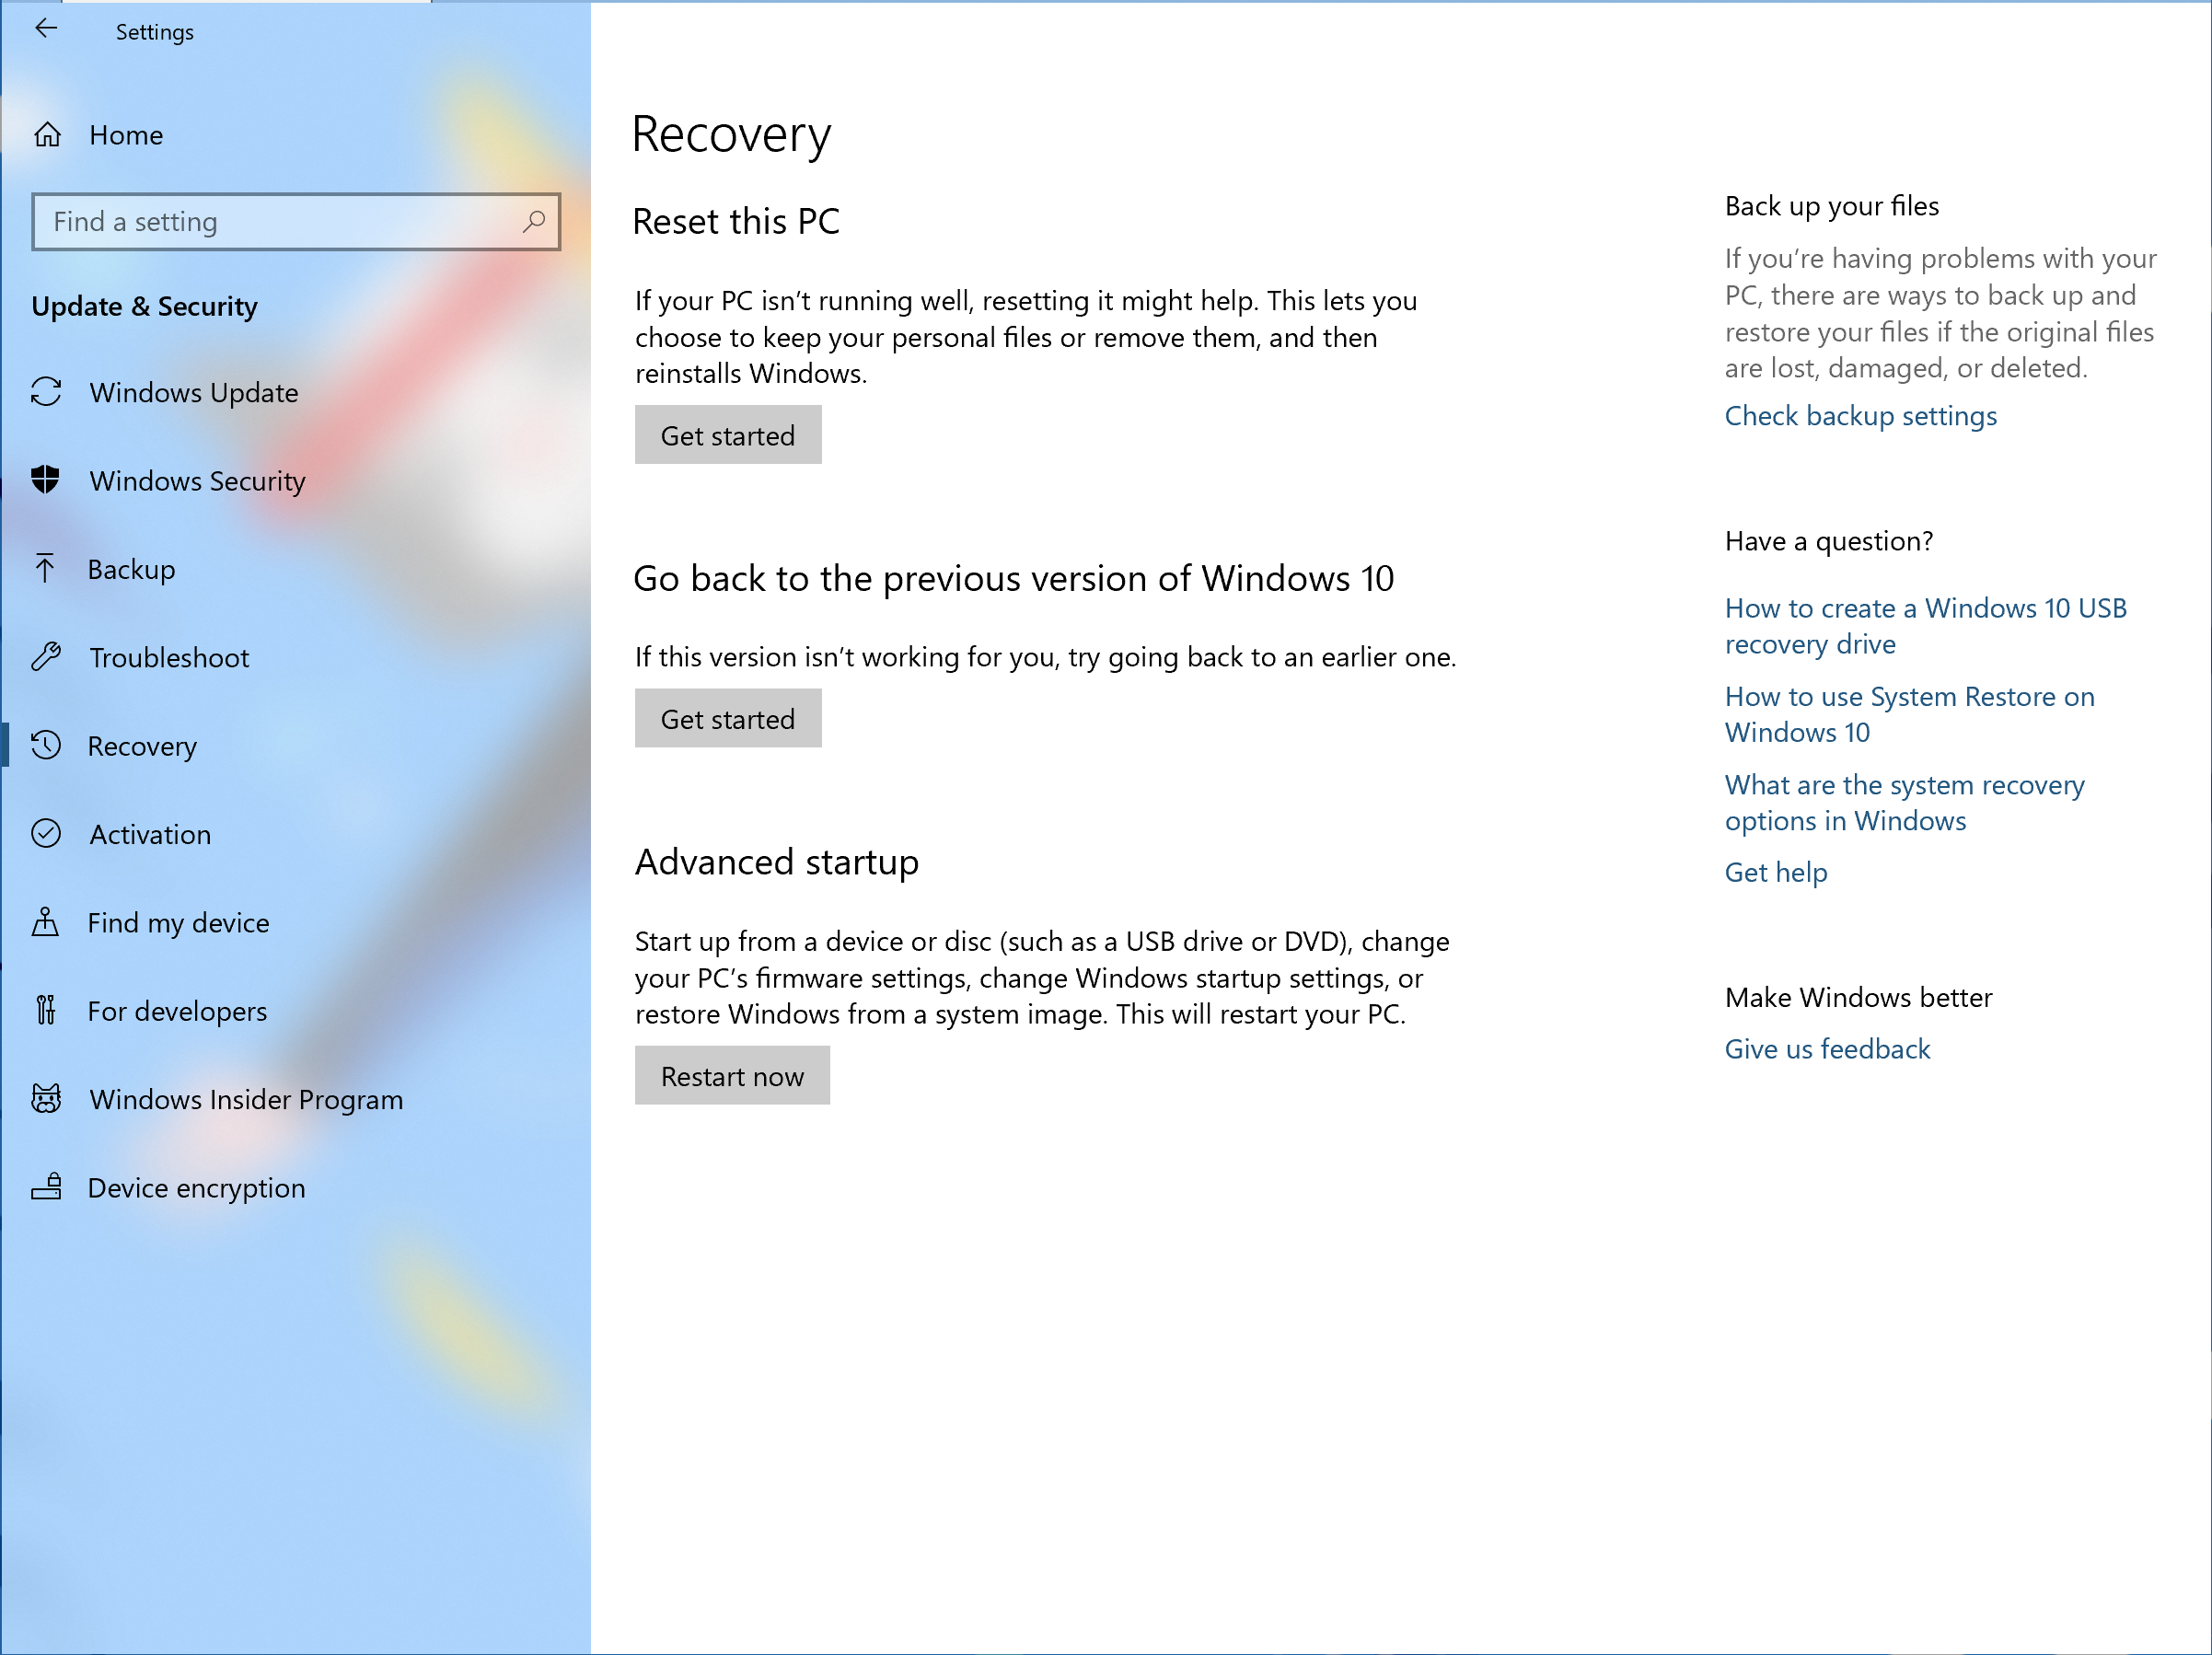 Settings
Home
Find a setting
Update & Security
Windows Update
Windows Security
Backup
Troubleshoot
Recovery
Activation
Find my device
For developers
Windows Insider Program
Device encryption
Recovery
Reset this PC
If your PC isn’t running well, resetting it might help. This lets you
choose to keep your personal files or remove them, and then
reinstalls Windows.
Get started
Go back to the previous version of Windows 10
If this version isn’t working for you, try going back to an earlier one.
Get started
Advanced startup
Start up from a device or disc (such as a USB drive or DVD), change
your PC’s firmware settings, change Windows startup settings, or
restore Windows from a system image. This will restart your PC.
Restart now
Back up your files
If you’re having problems with your
PC, there are ways to back up and
restore your files if the original files
are lost, damaged, or deleted.
Check backup settings
Have a question?
How to create a Windows 10 USB
recovery drive
How to use System Restore on
Windows 10
What are the system recovery
options in Windows
Get help
Make Windows better
Give us feedback